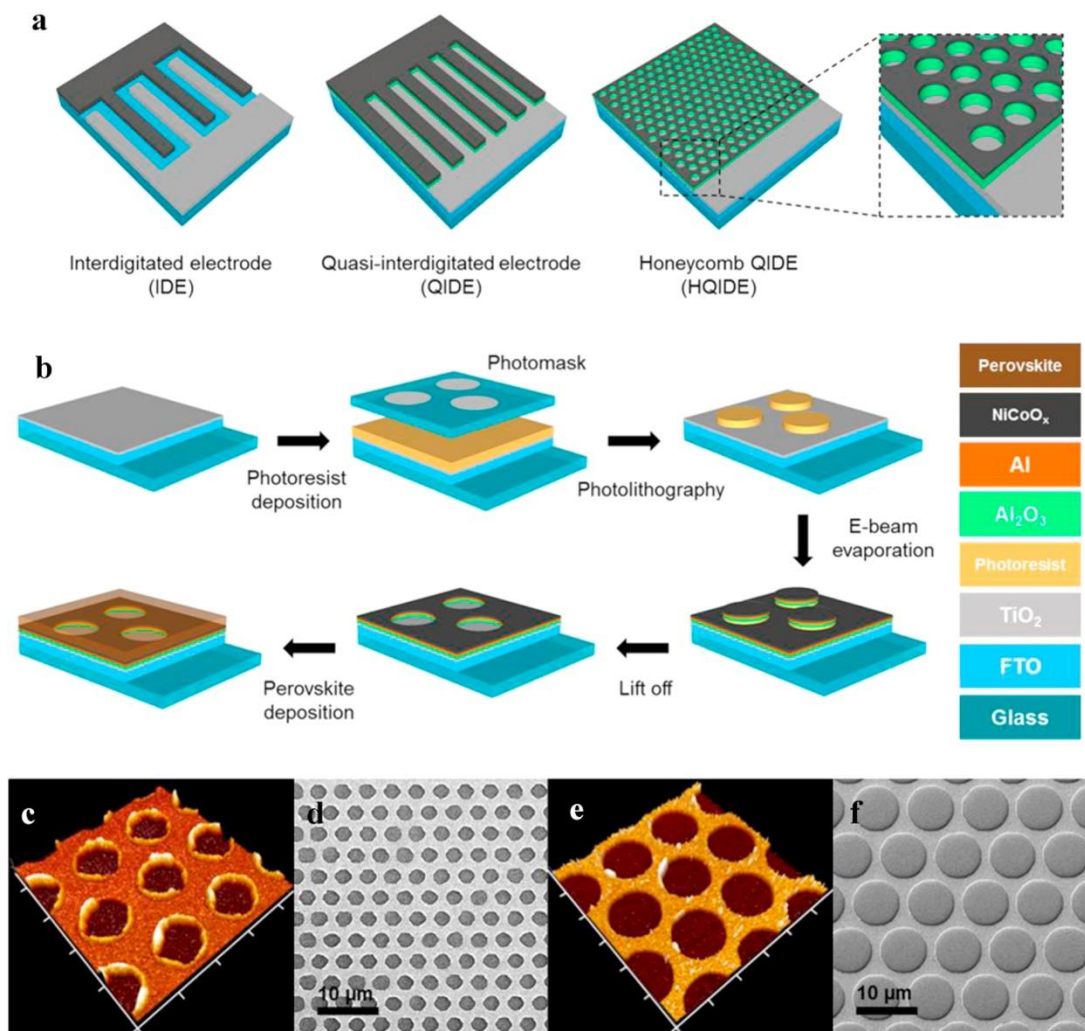 a
Interdigitated electrode
(IDE)
Quasi-interdigitated electrode
(QIDE)
Honeycomb QIDE
(HQIDE)
b
Photomask
Photoresist
deposition
Photolithography
E-beam
evaporation
Lift off
Perovskite
deposition
Perovskite
NiCoOₓ
Al
Al₂O₃
Photoresist
TiO₂
FTO
Glass
c
d
10 μm
e
f
10 μm